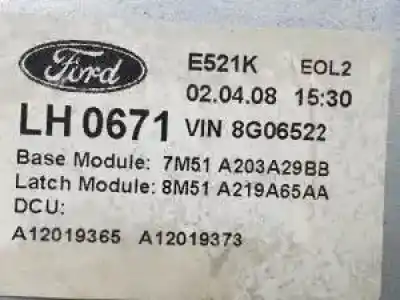 Ford
E521K EOL2
02.04.08 15:30
LH 0671 VIN 8G06522
Base Module: 7M51 A203A29BB
Latch Module: 8M51 A219A65AA
DCU:
A12019365 A12019373